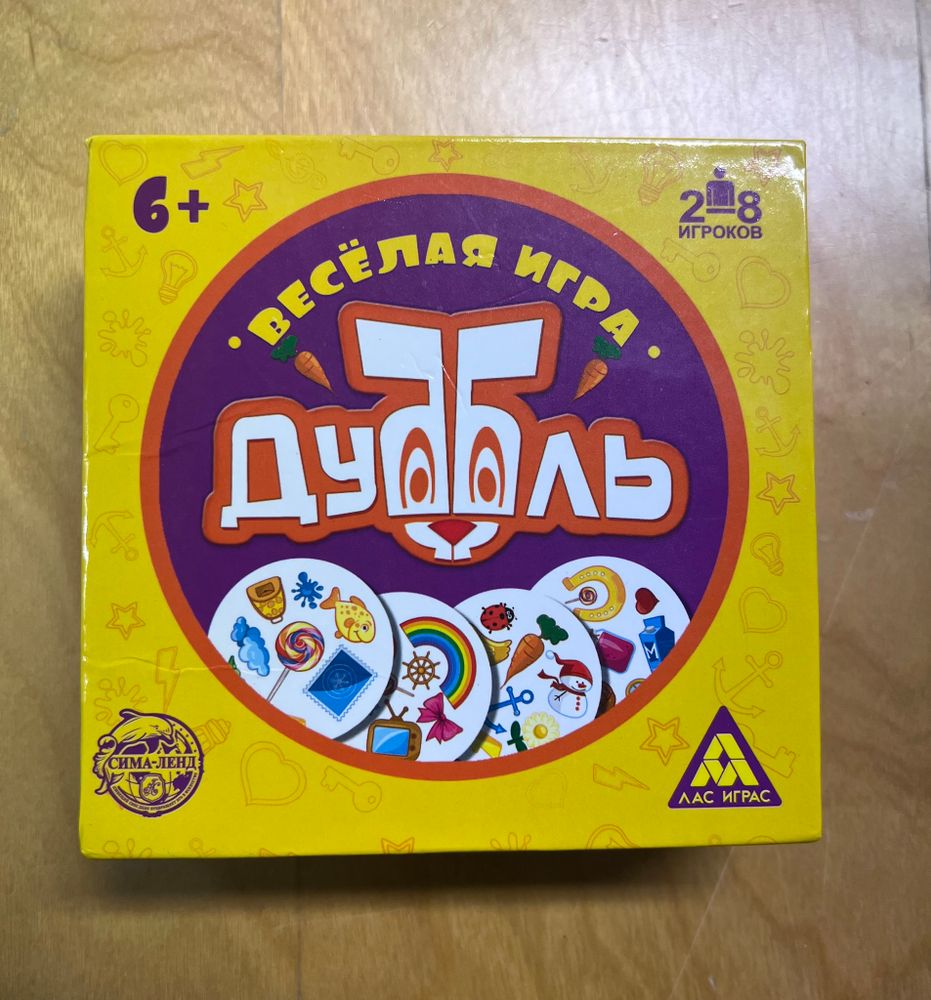 6+
2-8
ИГРОКОВ
ВЕСЁЛАЯ ИГРА
ДУББЛЬ
M
СИМА-ЛЕНД
ЛАС ИГРАС